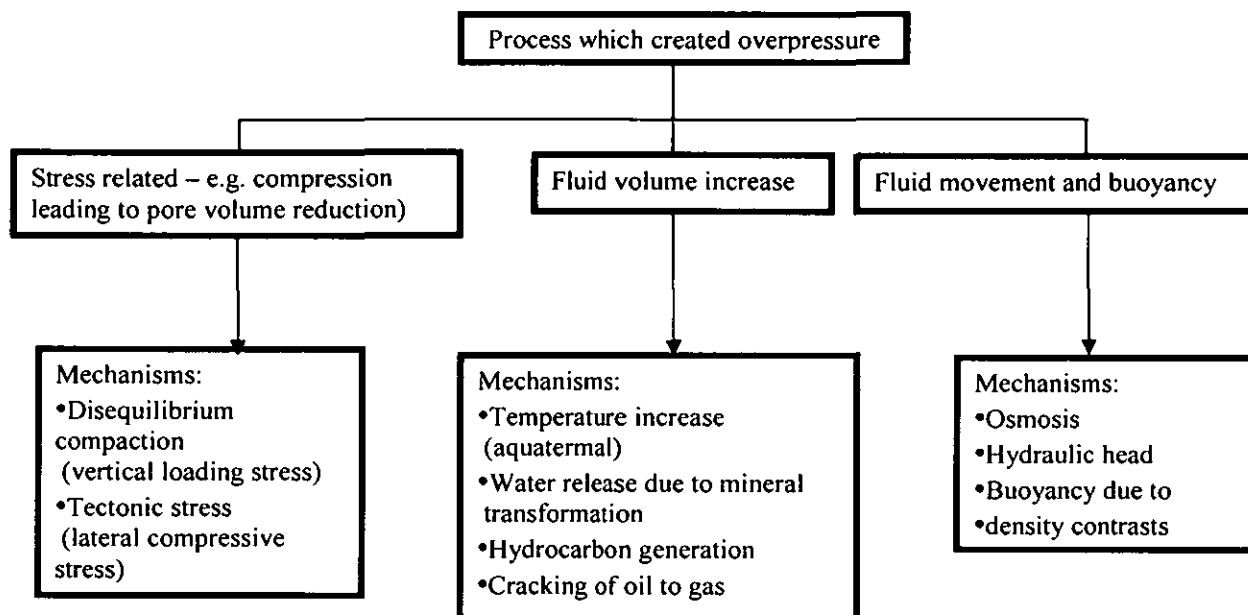 Process which created overpressure
Stress related – e.g. compression
leading to pore volume reduction)
Fluid volume increase
Fluid movement and buoyancy
Mechanisms:
•Disequilibrium
compaction
(vertical loading stress)
•Tectonic stress
(lateral compressive
stress)
Mechanisms:
•Temperature increase
(aquatermal)
•Water release due to mineral
transformation
•Hydrocarbon generation
•Cracking of oil to gas
Mechanisms:
•Osmosis
•Hydraulic head
•Buoyancy due to
•density contrasts